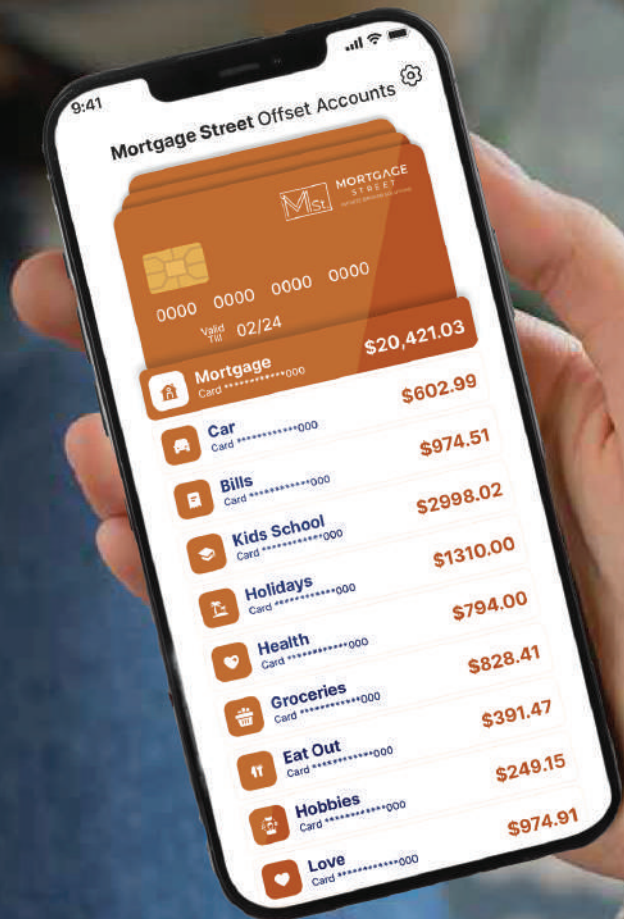 9:41
Mortgage Street Offset Accounts
MSt.
MORTGAGE
STREET
0000 0000 0000 0000
Valid
Till
02/24
Mortgage
Card ************000
$20,421.03
Car
Card ************000
$602.99
Bills
Card ************000
$974.51
Kids School
Card ************000
$2998.02
Holidays
Card ************000
$1310.00
Health
Card ************000
$794.00
Groceries
Card ************000
$828.41
Eat Out
Card ************000
$391.47
Hobbies
Card ************000
$249.15
Love
Card ************000
$974.91